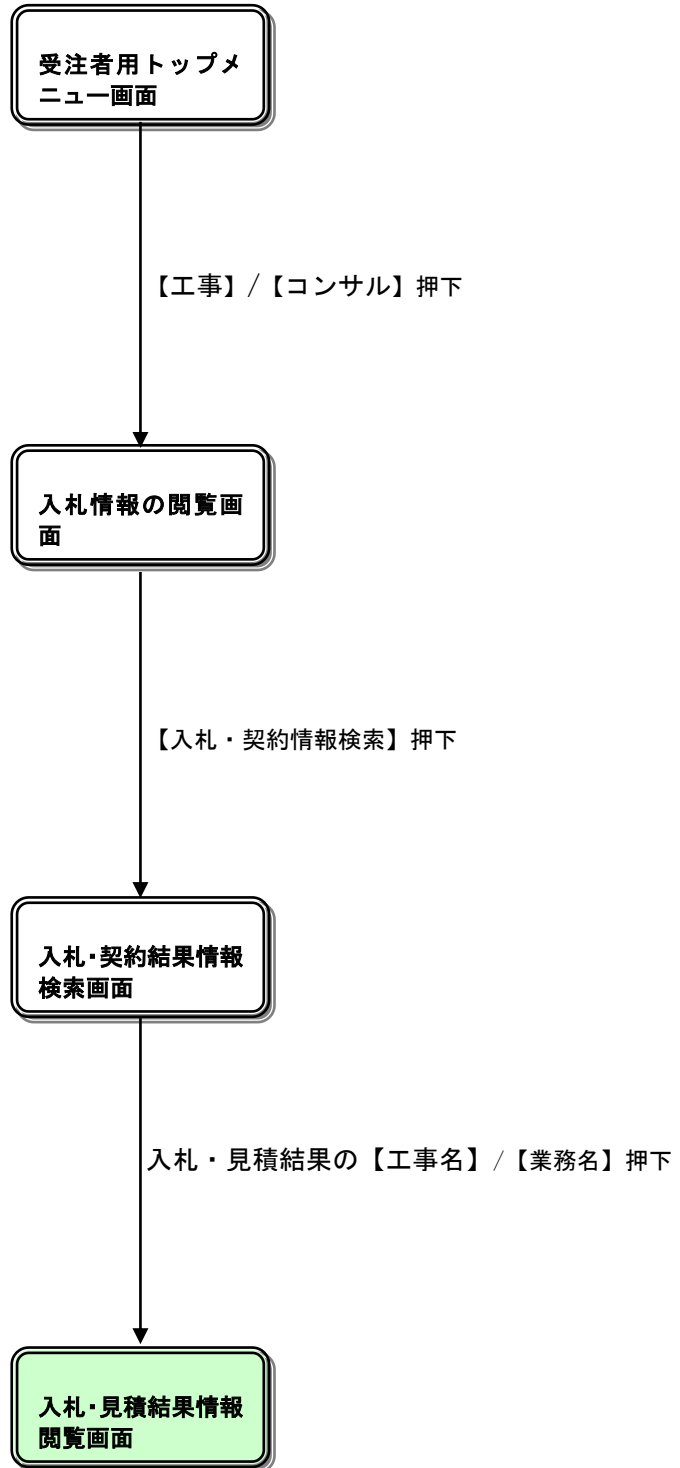 受注者用トップメ
ニュー画面
【工事】/【コンサル】押下
入札情報の閲覧画
面
【入札・契約情報検索】押下
入札・契約結果情報
検索画面
入札・見積結果の【工事名】/【業務名】押下
入札・見積結果情報
閲覧画面